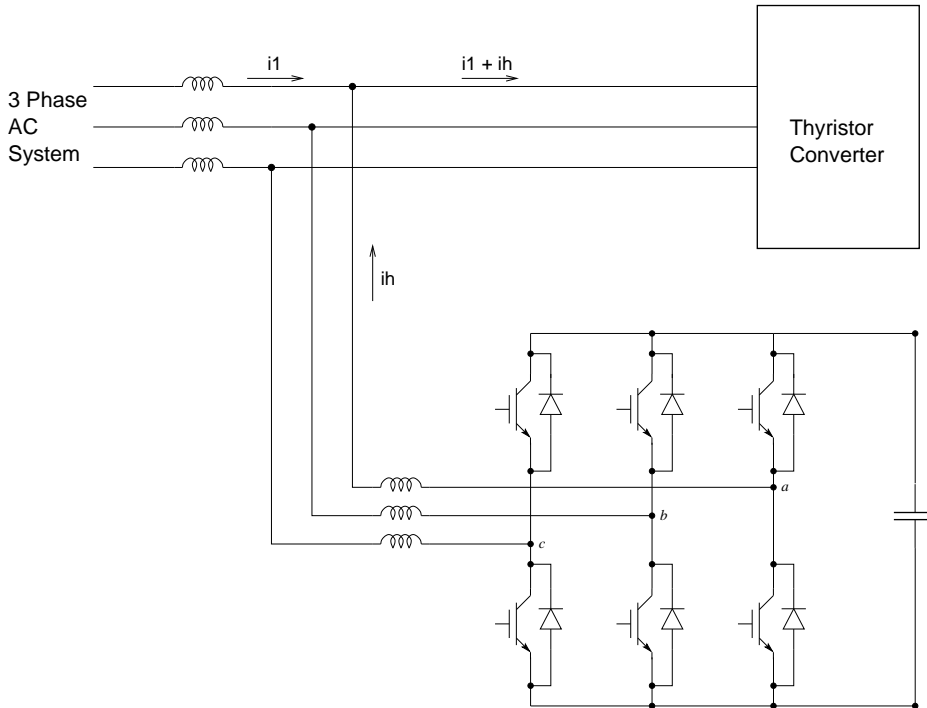 i1
i1 + ih
3 Phase
AC
System
Thyristor
Converter
ih
a
b
c